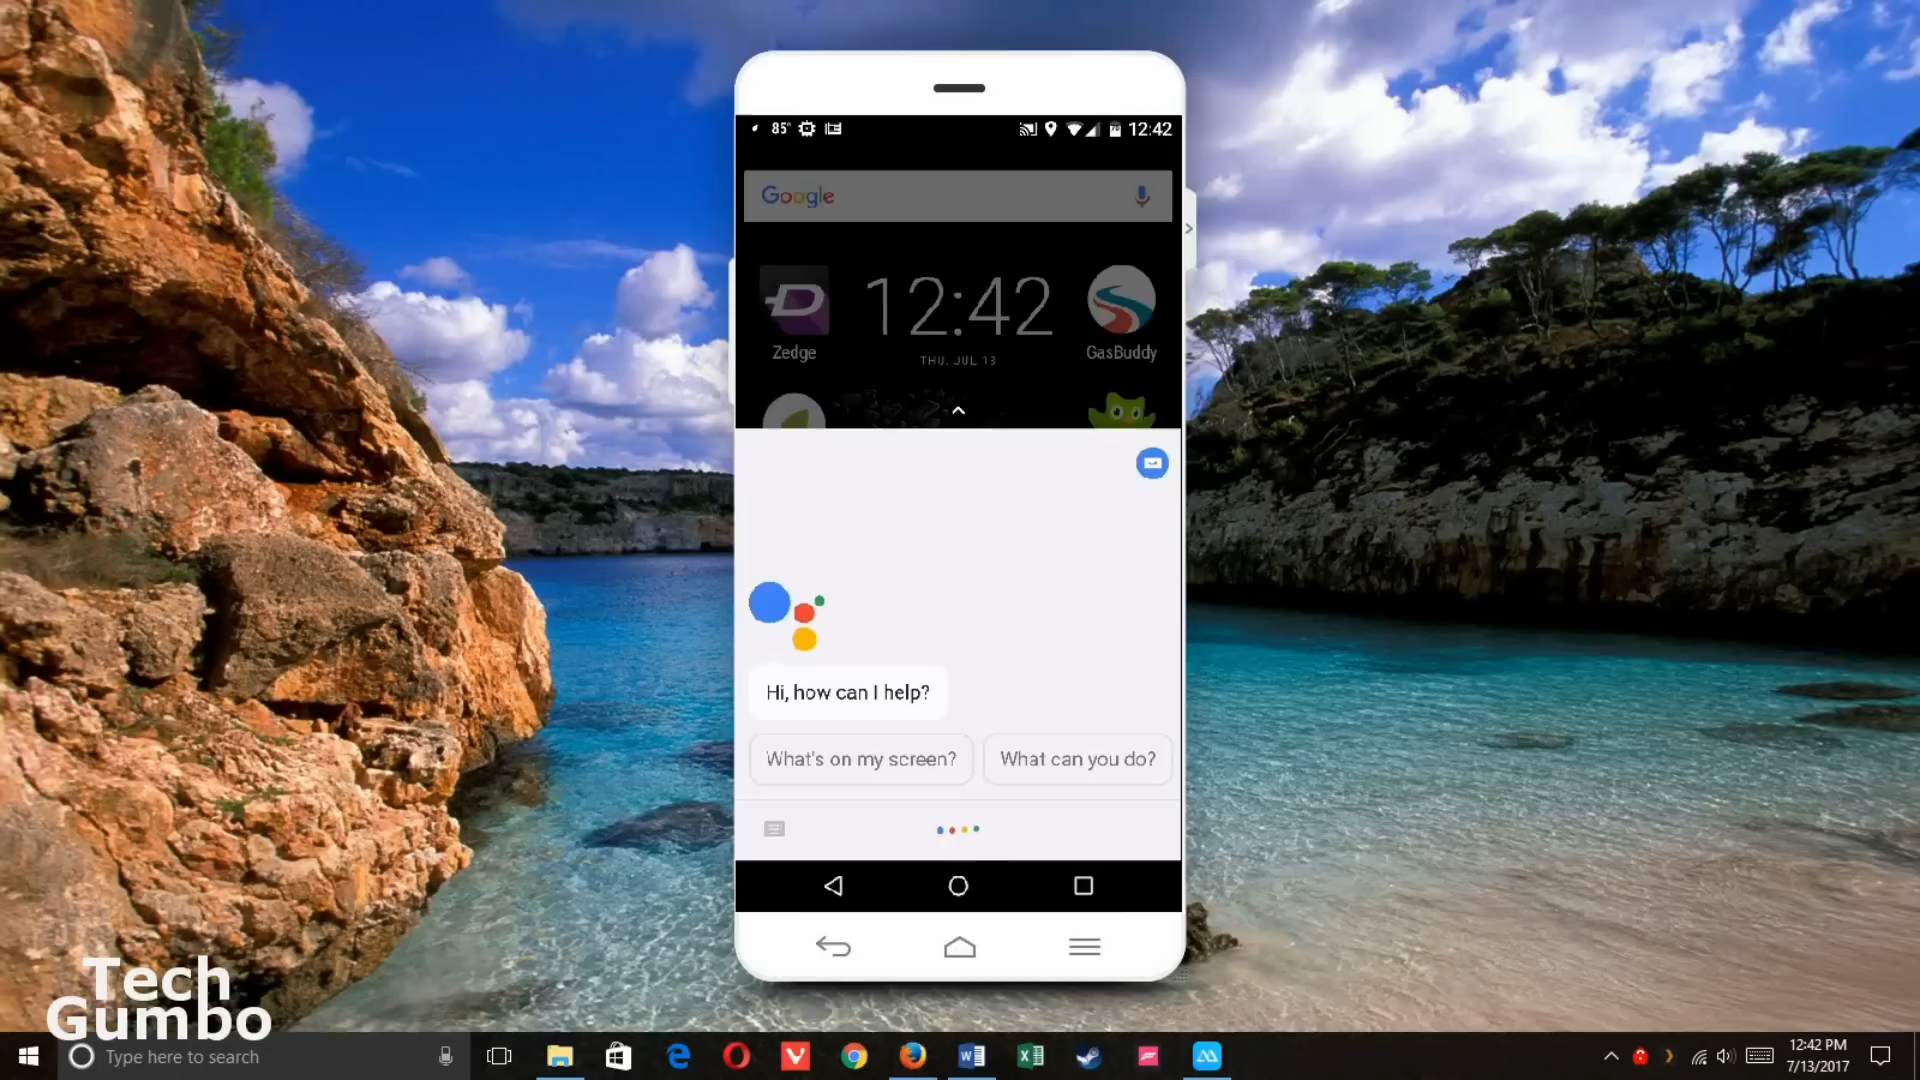 85° 12:42
Google
12:42
Zedge
THU, JUL 13
GasBuddy
Hi, how can I help?
What's on my screen? What can you do?
Tech
Gumbo
Type here to search
12:42 PM
7/13/2017